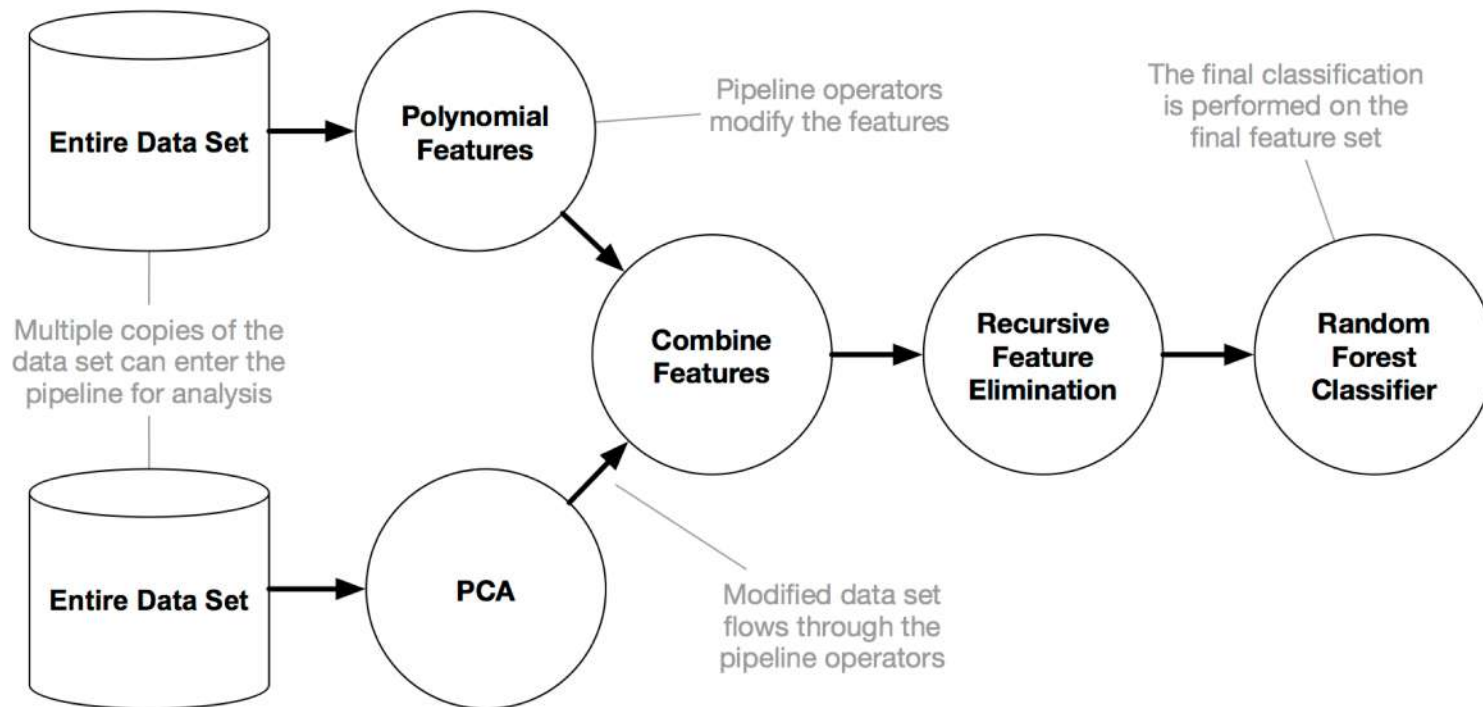 Entire Data Set
Polynomial
Features
Pipeline operators
modify the features
The final classification
is performed on the
final feature set
Multiple copies of the
data set can enter the
pipeline for analysis
Combine
Features
Recursive
Feature
Elimination
Random
Forest
Classifier
Entire Data Set
PCA
Modified data set
flows through the
pipeline operators